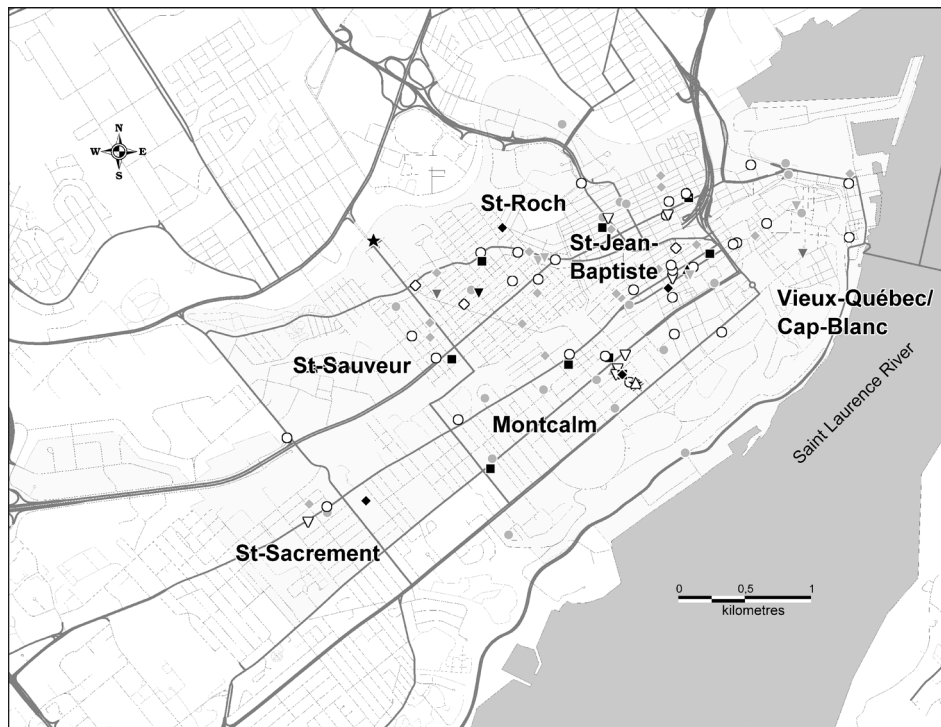 N
W E
S
St-Roch
St-Jean-
Baptiste
Vieux-Québec/
Cap-Blanc
St-Sauveur
Montcalm
Saint Laurence River
St-Sacrement
0 0,5 1
kilometres